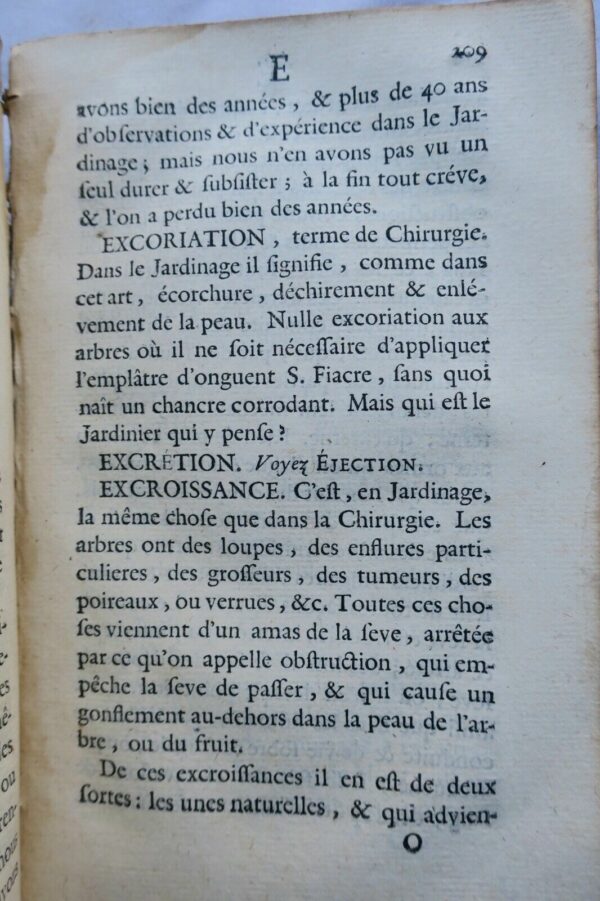 E
209
avons bien des années, & plus de 40 ans
d'obſervations & d'expérience dans le Jar-
dinage; mais nous n'en avons pas vu un
ſeul durer & ſubſiſter; à la fin tout créve,
& l'on a perdu bien des années.
EXCORIATION, terme de Chirurgie.
Dans le Jardinage il ſignifie, comme dans
cet art, écorchure, déchirement & enlé-
vement de la peau. Nulle excoriation aux
arbres où il ne ſoit néceſſaire d'appliquer
l'emplâtre d'onguent S. Fiacre, ſans quoi
naît un chancre corrodant. Mais qui eſt le
Jardinier qui y penſe?
EXCRÉTION. Voyez ÉJECTION.
EXCROISSANCE. C'eſt, en Jardinage,
la même choſe que dans la Chirurgie. Les
arbres ont des loupes, des enflures parti-
culieres, des groſſeurs, des tumeurs, des
poireaux, ou verrues, &c. Toutes ces cho-
ſes viennent d'un amas de la ſeve, arrêtée
par ce qu'on appelle obſtruction, qui em-
pêche la ſeve de paſſer, & qui cauſe un
gonflement au-dehors dans la peau de l'ar-
bre, ou du fruit.
De ces excroiſſances il en eſt de deux
ſortes: les unes naturelles, & qui advien-
O